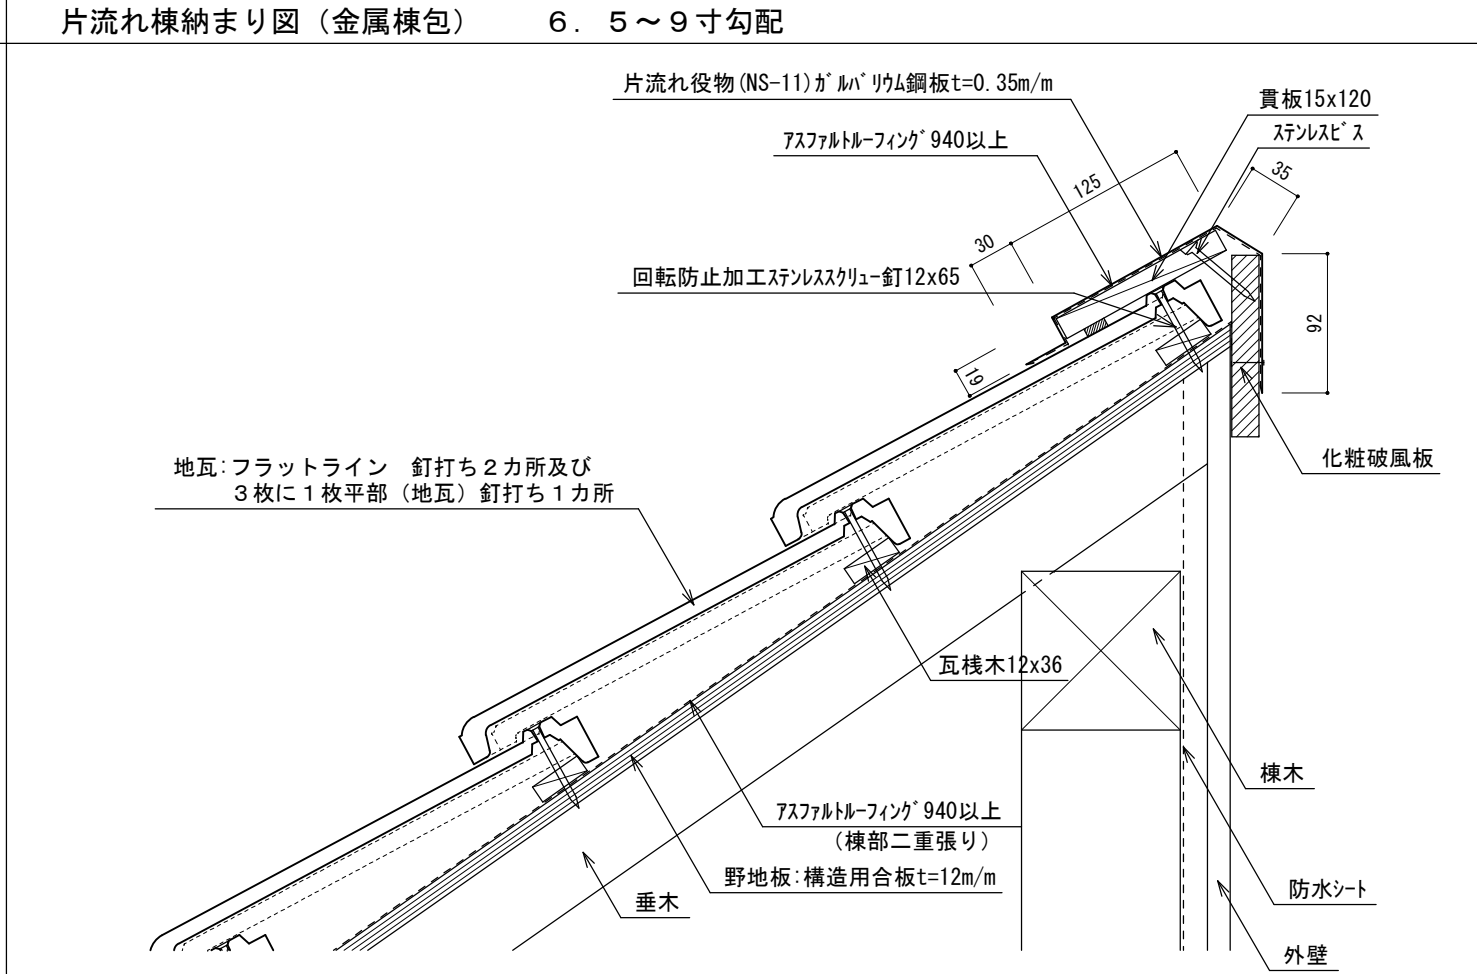 片流れ棟納まり図（金属棟包）　　６．５～９寸勾配
片流れ役物(NS-11)ｶﾞﾙﾊﾞﾘｳﾑ鋼板t=0.35m/m
貫板15x120
ｽﾃﾝﾚｽﾋﾞｽ
ｱｽﾌｧﾙﾄﾙｰﾌｨﾝｸﾞ940以上
125
35
30
回転防止加工ｽﾃﾝﾚｽｽｸﾘｭｰ釘12x65
92
19
地瓦:フラットライン　釘打ち２カ所及び
３枚に１枚平部（地瓦）釘打ち１カ所
化粧破風板
瓦桟木12x36
棟木
ｱｽﾌｧﾙﾄﾙｰﾌｨﾝｸﾞ940以上
（棟部二重張り）
野地板:構造用合板t=12m/m
防水ｼｰﾄ
垂木
外壁